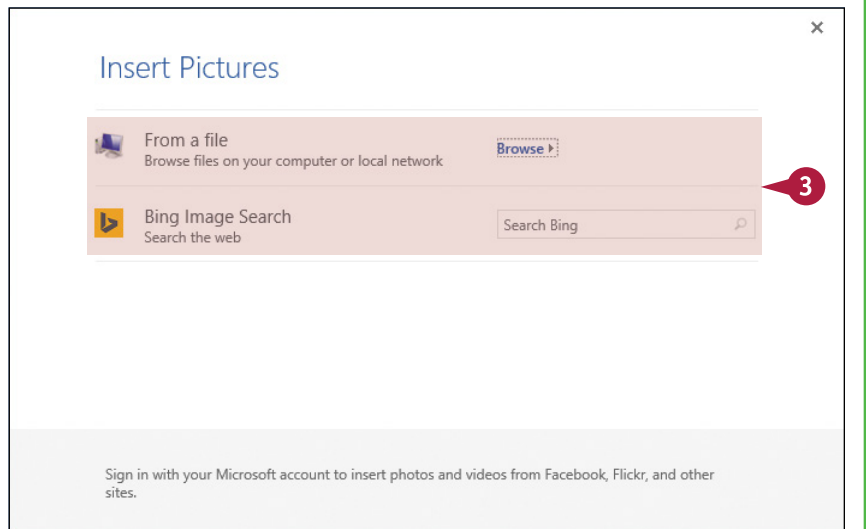 ×
Insert Pictures
From a file
Browse files on your computer or local network
Browse
Bing Image Search
Search the web
Search Bing
3
Sign in with your Microsoft account to insert photos and videos from Facebook, Flickr, and other
sites.